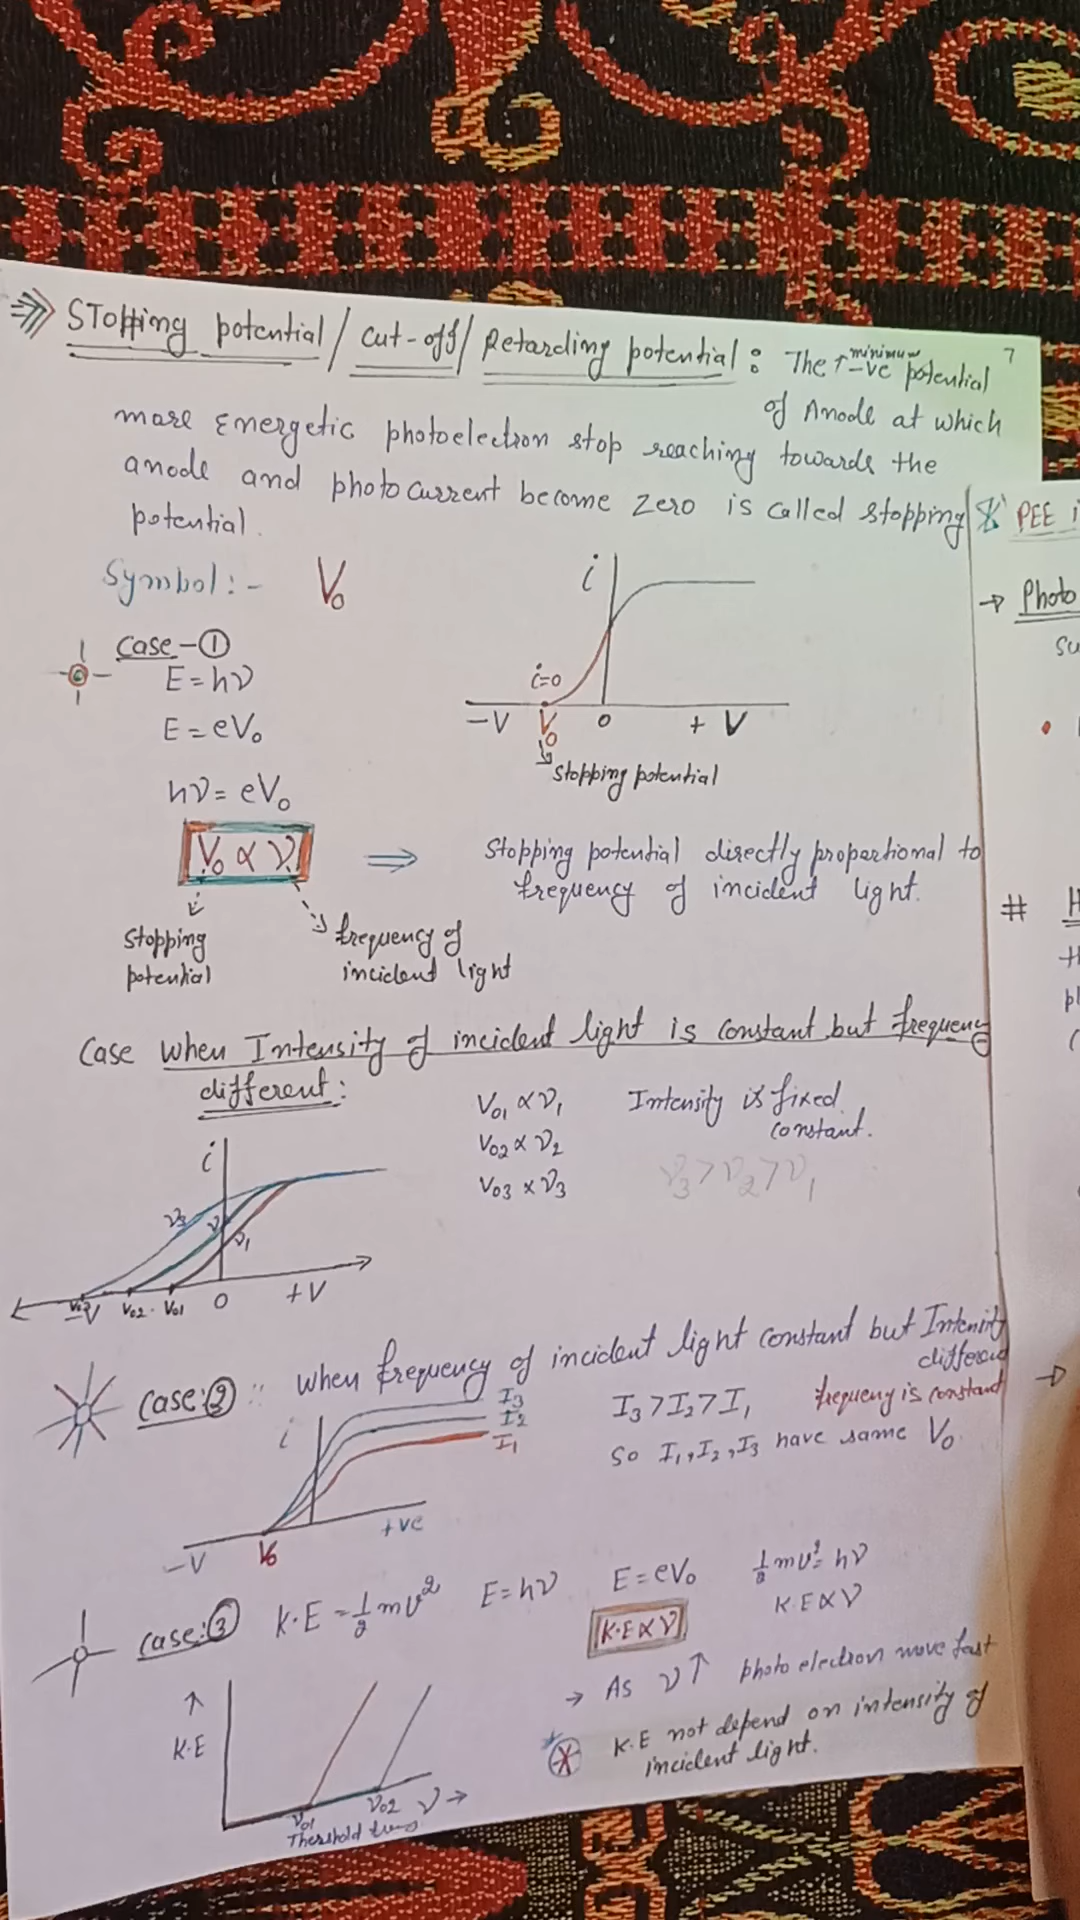 Stopping potential / Cut-off / Retarding potential : The minimum -ve potential
7
of Anode at which
more Energetic photoelectron stop reaching towards the
anode and photocurrent become zero is called stopping
potential.
Symbol:- V₀
i
i=0
-V V₀ 0 + V
Stopping potential
Case-①
E = hν
E = eV₀
hν = eV₀
V₀ ∝ ν ⇒ Stopping potential directly proportional to
frequency of incident light.
Stopping
potential
frequency of
incident light
Case when Intensity of incident light is constant but frequency
different:
V₀₁ ∝ ν₁ Intensity is fixed
constant.
V₀₂ ∝ ν₂
V₀₃ ∝ ν₃ ν₃ > ν₂ > ν₁
i
ν₃ ν ν₁
-V V₀₂ V₀₁ 0 +V
Case:② :: When frequency of incident light constant but Intensity
different
I₃ > I₂ > I₁ frequency is constant
So I₁, I₂, I₃ have same V₀
i
I₃
I₂
I₁
-V V₀ +ve
Case:③ K.E = ½ mv² E = hν E = eV₀ ½ mv² = hν
K.E ∝ ν K.E ∝ ν
→ As ν↑ photo electron move fast
K.E not depend on intensity of
incident light.
↑
K.E
V₀₁ V₀₂ ν →
Thershold
* PEE
→ Photo
Su
#